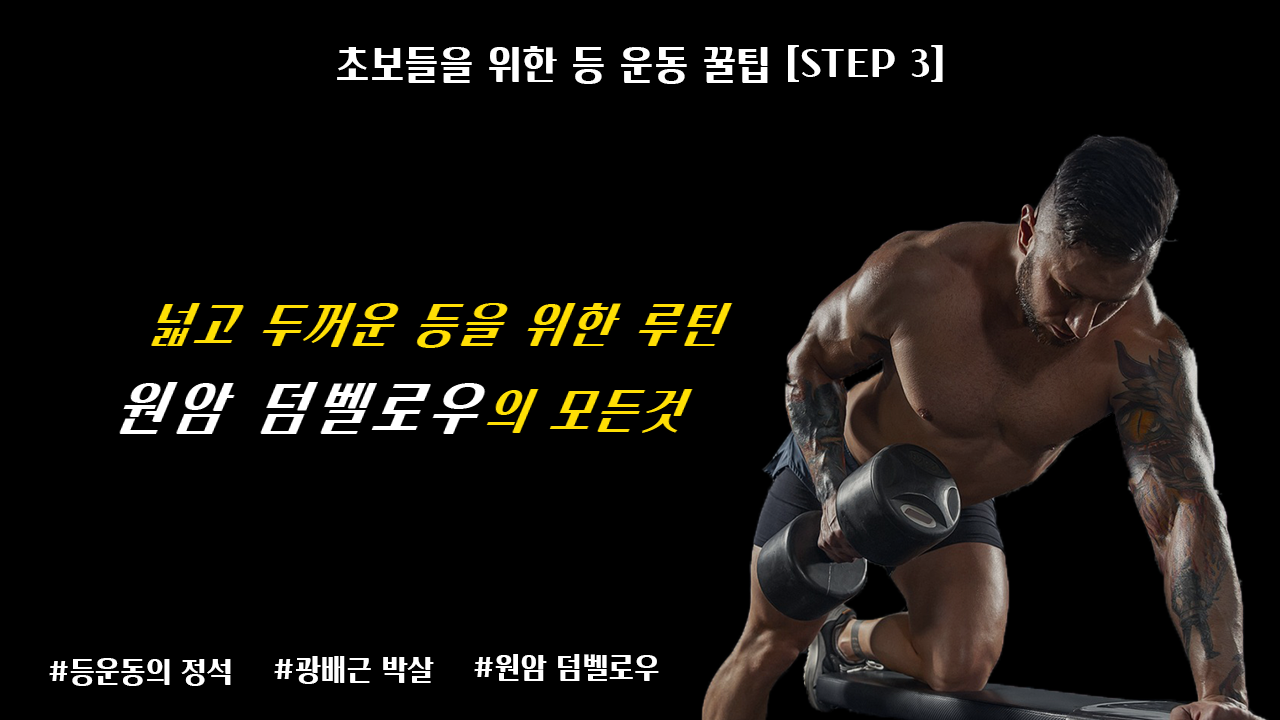 초보들을 위한 등 운동 꿀팁 [STEP 3]
넓고 두꺼운 등을 위한 루틴
원암 덤벨로우의 모든것
#등운동의 정석 #광배근 박살 #원암 덤벨로우